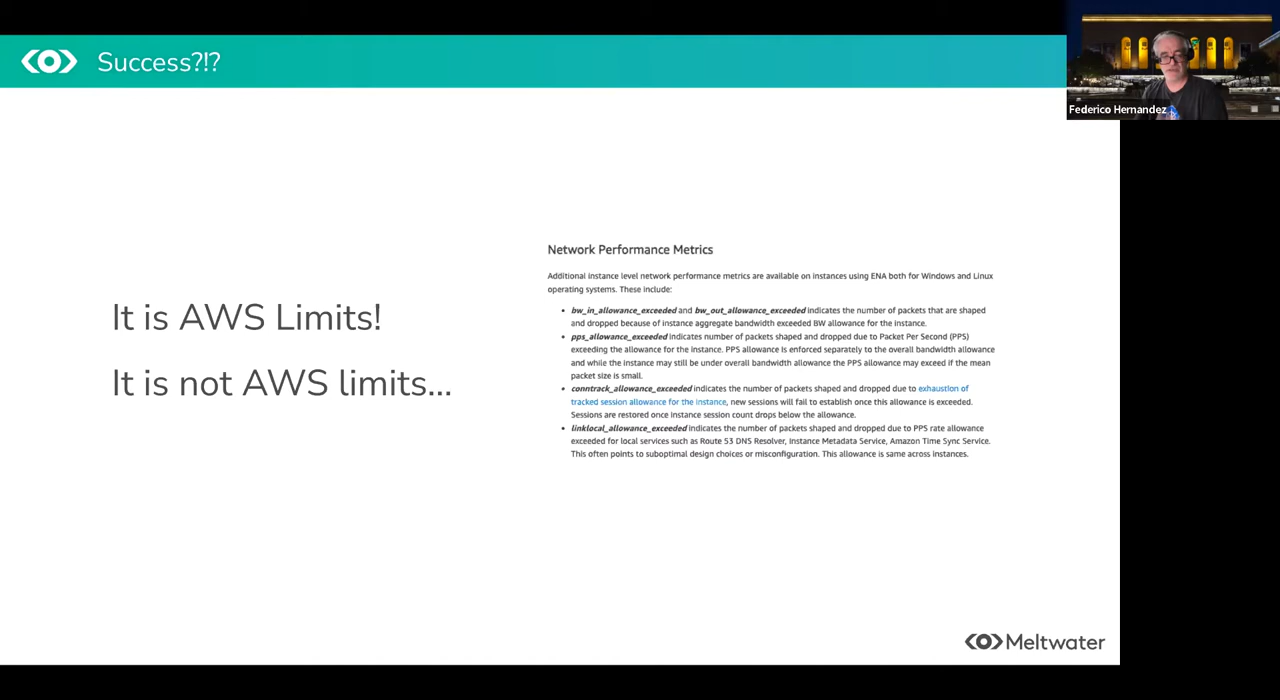 Success?!?
Federico Hernandez
It is AWS Limits!
It is not AWS limits...
Network Performance Metrics
Additional instance level network performance metrics are available on instances using ENA both for Windows and Linux
operating systems. These include:
• bw_in_allowance_exceeded and bw_out_allowance_exceeded indicates the number of packets that are shaped
and dropped because of instance aggregate bandwidth exceeded BW allowance for the instance.
• pps_allowance_exceeded indicates number of packets shaped and dropped due to Packet Per Second (PPS)
exceeding the allowance for the instance. PPS allowance is enforced separately to the overall bandwidth allowance
and while the instance may still be under overall bandwidth allowance the PPS allowance may exceed if the mean
packet size is small.
• conntrack_allowance_exceeded indicates the number of packets shaped and dropped due to exhaustion of
tracked session allowance for the instance, new sessions will fail to establish once this allowance is exceeded.
Sessions are restored once instance session count drops below the allowance.
• linklocal_allowance_exceeded indicates the number of packets shaped and dropped due to PPS rate allowance
exceeded for local services such as Route 53 DNS Resolver, Instance Metadata Service, Amazon Time Sync Service.
This often points to suboptimal design choices or misconfiguration. This allowance is same across instances.
Meltwater